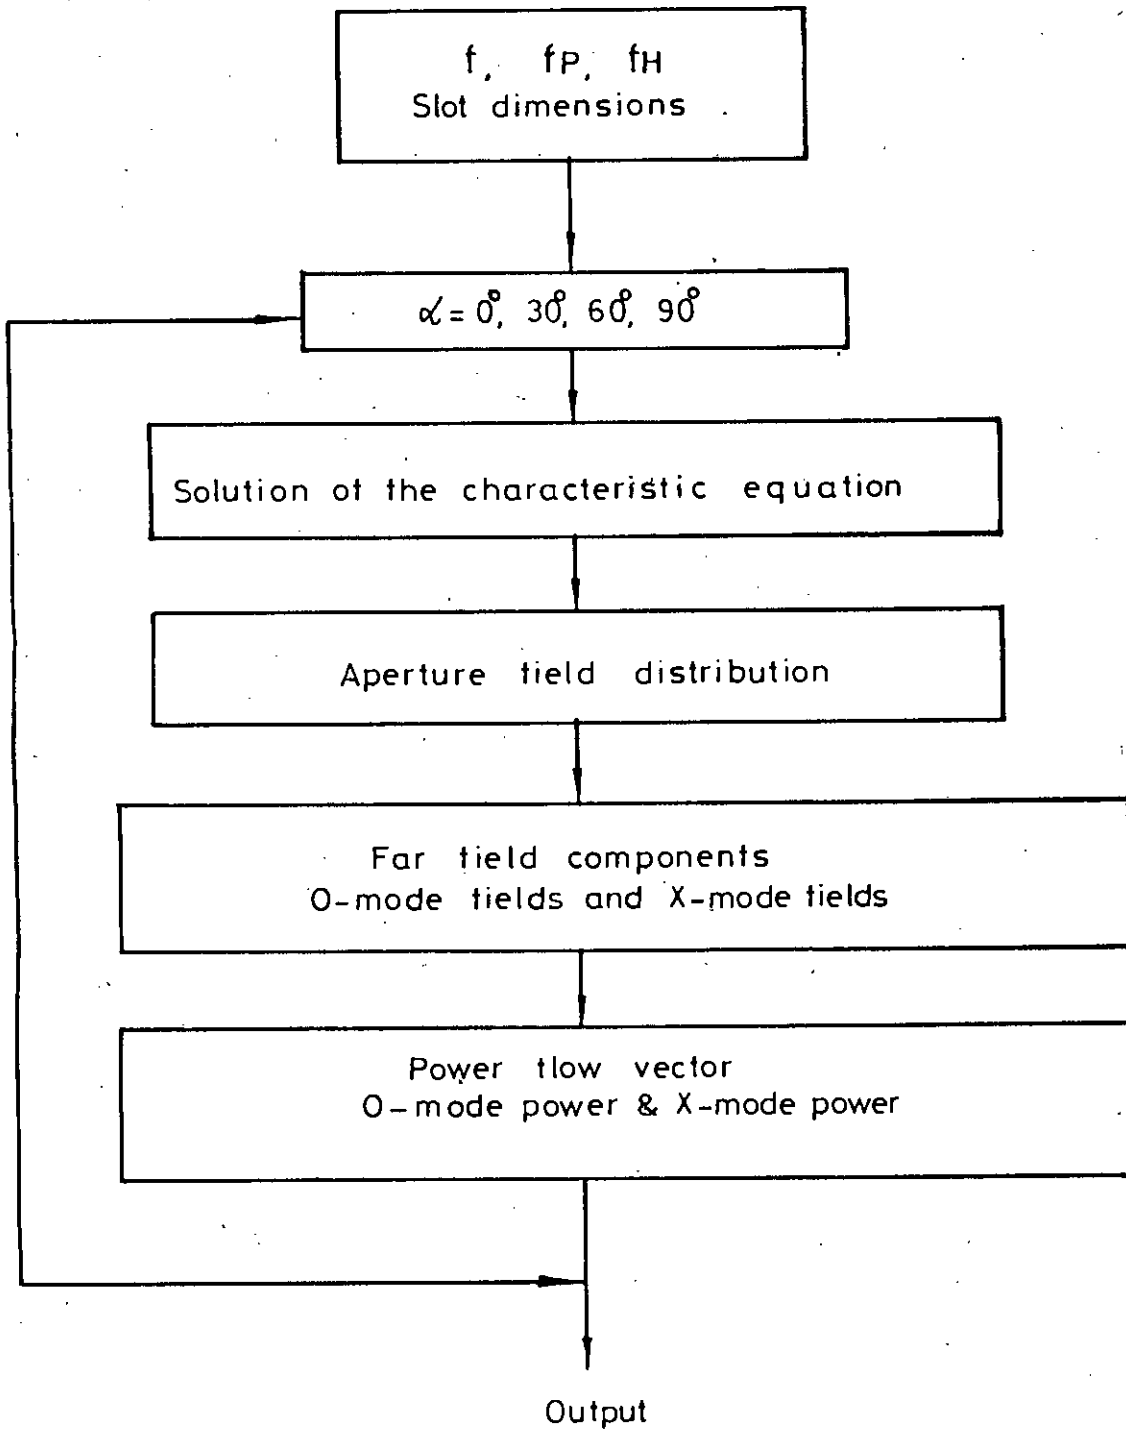 f, fP, fH
Slot dimensions
α = 0°, 30°, 60°, 90°
Solution of the characteristic equation
Aperture field distribution
Far field components
O-mode fields and X-mode fields
Power flow vector
O-mode power & X-mode power
Output